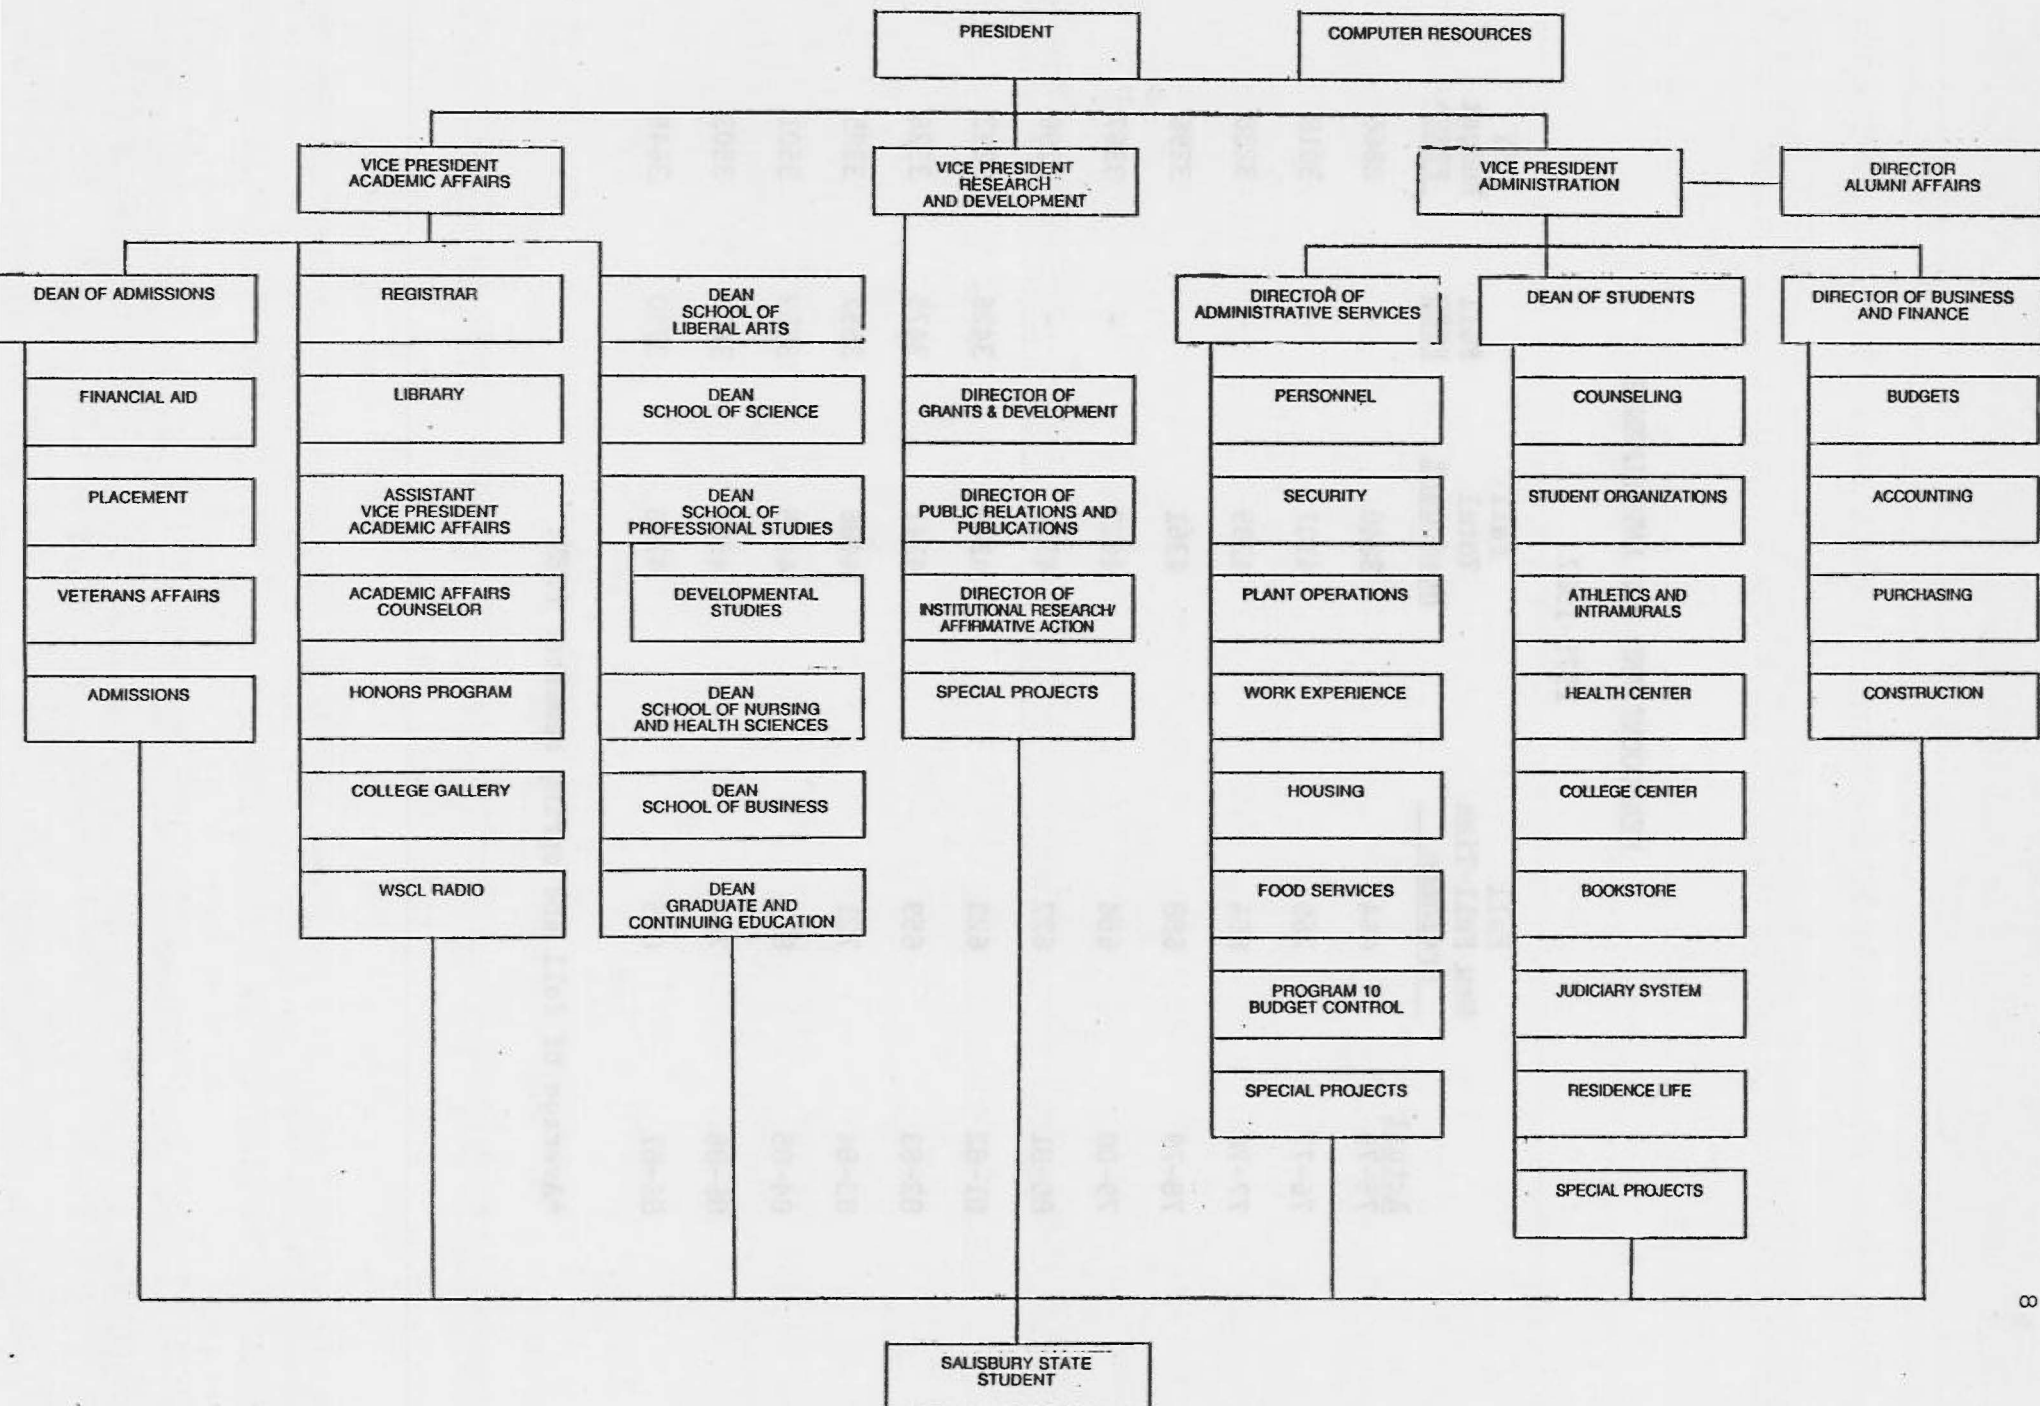 PRESIDENT
COMPUTER RESOURCES
VICE PRESIDENT
ACADEMIC AFFAIRS
VICE PRESIDENT
RESEARCH
AND DEVELOPMENT
VICE PRESIDENT
ADMINISTRATION
DIRECTOR
ALUMNI AFFAIRS
DEAN OF ADMISSIONS
FINANCIAL AID
PLACEMENT
VETERANS AFFAIRS
ADMISSIONS
REGISTRAR
LIBRARY
ASSISTANT
VICE PRESIDENT
ACADEMIC AFFAIRS
ACADEMIC AFFAIRS
COUNSELOR
HONORS PROGRAM
COLLEGE GALLERY
WSCL RADIO
DEAN
SCHOOL OF
LIBERAL ARTS
DEAN
SCHOOL OF SCIENCE
DEAN
SCHOOL OF
PROFESSIONAL STUDIES
DEVELOPMENTAL
STUDIES
DEAN
SCHOOL OF NURSING
AND HEALTH SCIENCES
DEAN
SCHOOL OF BUSINESS
DEAN
GRADUATE AND
CONTINUING EDUCATION
DIRECTOR OF
GRANTS & DEVELOPMENT
DIRECTOR OF
PUBLIC RELATIONS AND
PUBLICATIONS
DIRECTOR OF
INSTITUTIONAL RESEARCH/
AFFIRMATIVE ACTION
SPECIAL PROJECTS
DIRECTOR OF
ADMINISTRATIVE SERVICES
PERSONNEL
SECURITY
PLANT OPERATIONS
WORK EXPERIENCE
HOUSING
FOOD SERVICES
PROGRAM 10
BUDGET CONTROL
SPECIAL PROJECTS
DEAN OF STUDENTS
COUNSELING
STUDENT ORGANIZATIONS
ATHLETICS AND
INTRAMURALS
HEALTH CENTER
COLLEGE CENTER
BOOKSTORE
JUDICIARY SYSTEM
RESIDENCE LIFE
SPECIAL PROJECTS
DIRECTOR OF BUSINESS
AND FINANCE
BUDGETS
ACCOUNTING
PURCHASING
CONSTRUCTION
SALISBURY STATE
STUDENT
8